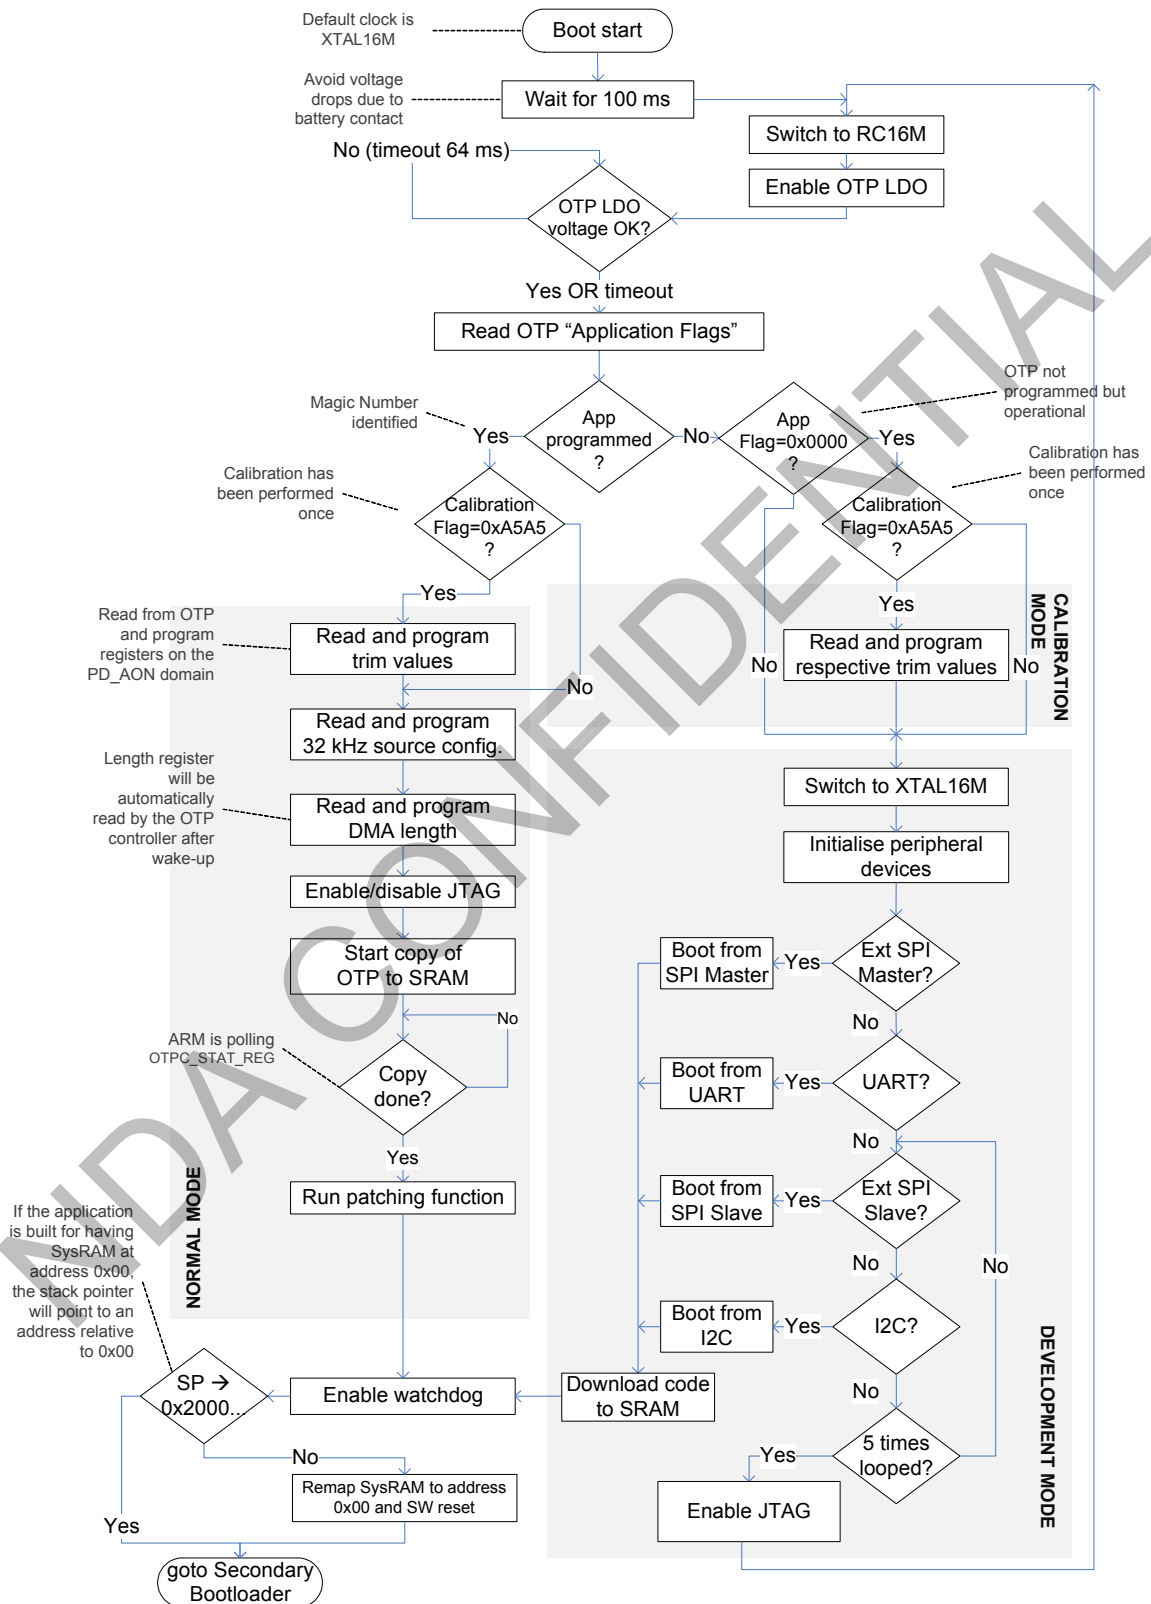 Default clock is
XTAL16M
Boot start
Avoid voltage
drops due to
battery contact
Wait for 100 ms
Switch to RC16M
No (timeout 64 ms)
Enable OTP LDO
OTP LDO
voltage OK?
Yes OR timeout
Read OTP “Application Flags”
OTP not
programmed but
operational
Magic Number
identified
Yes
App
programmed
?
No
App
Flag=0x0000
?
Yes
Calibration has
been performed
once
Calibration has
been performed
once
Calibration
Flag=0xA5A5
?
Calibration
Flag=0xA5A5
?
Yes
Yes
CALIBRATION
MODE
Read from OTP
and program
registers on the
PD_AON domain
Read and program
trim values
Read and program
respective trim values
No
No
No
Read and program
32 kHz source config.
Length register
will be
automatically
read by the OTP
controller after
wake-up
Switch to XTAL16M
Read and program
DMA length
Initialise peripheral
devices
Enable/disable JTAG
Start copy of
OTP to SRAM
Boot from
SPI Master
Yes
Ext SPI
Master?
No
No
ARM is polling
OTPC_STAT_REG
Copy
done?
Boot from
UART
Yes
UART?
No
Yes
NORMAL MODE
Run patching function
Boot from
SPI Slave
Yes
Ext SPI
Slave?
If the application
is built for having
SysRAM at
address 0x00,
the stack pointer
will point to an
address relative
to 0x00
No
No
Boot from
I2C
Yes
I2C?
DEVELOPMENT MODE
SP →
0x2000...
Enable watchdog
Download code
to SRAM
No
No
Yes
5 times
looped?
Remap SysRAM to address
0x00 and SW reset
Enable JTAG
Yes
goto Secondary
Bootloader
NDA CONFIDENTIAL